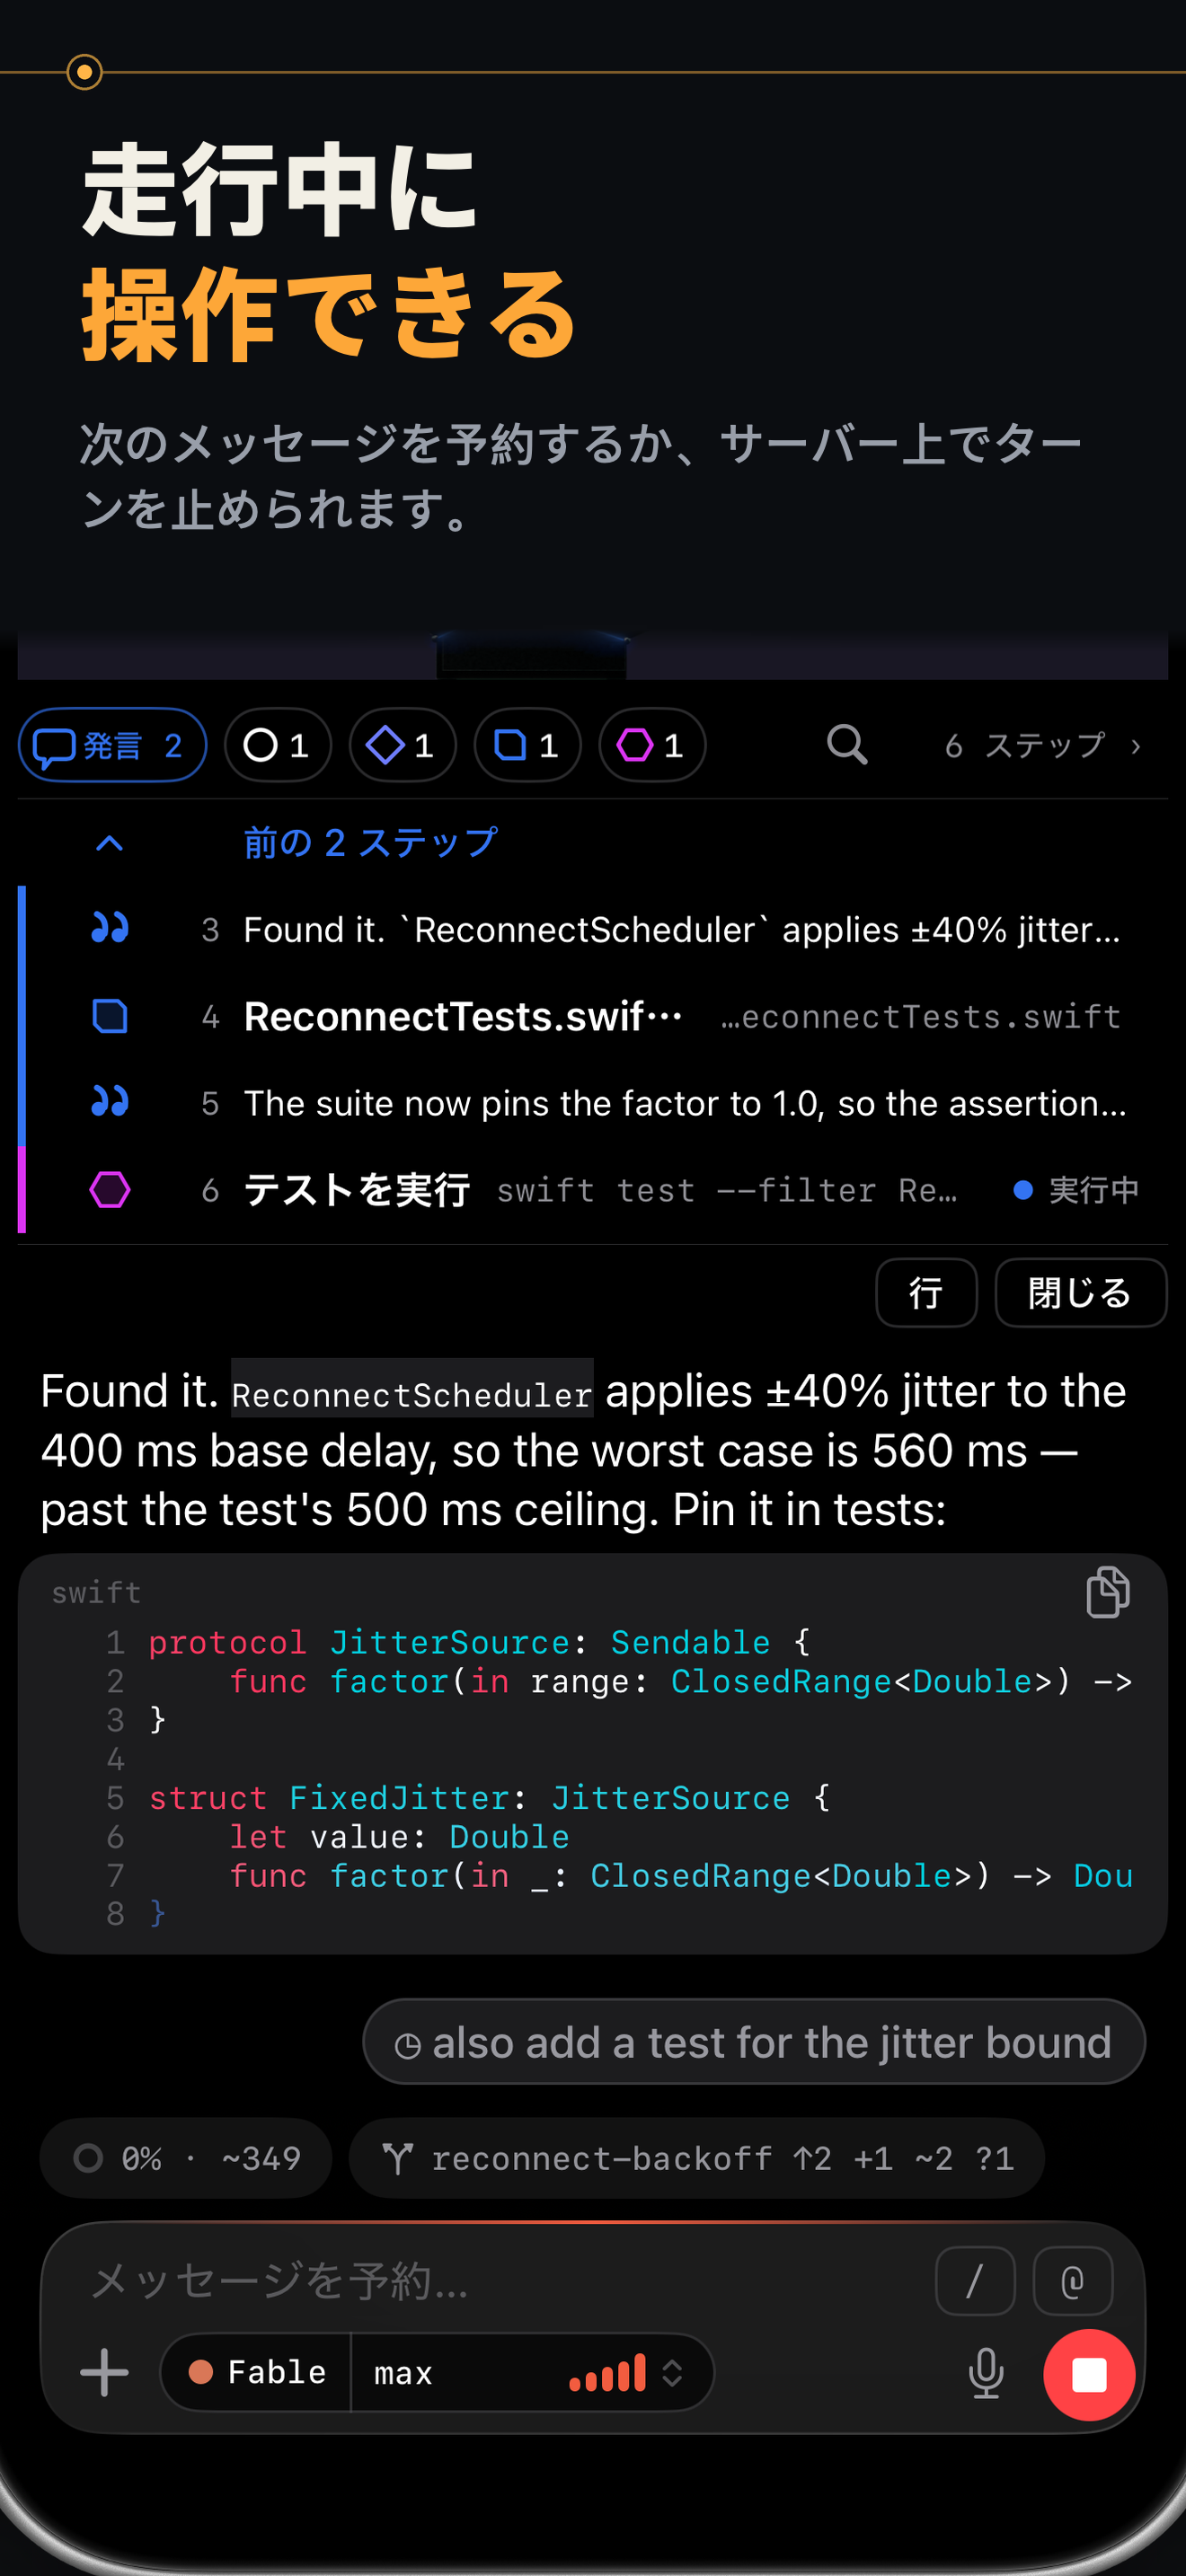 走行中に
操作できる
次のメッセージを予約するか、サーバー上でター
ンを止められます。
発言 2 1 1 1 1 6 ステップ ›
前の 2 ステップ
3 Found it. `ReconnectScheduler` applies ±40% jitter...
4 ReconnectTests.swif··· ...econnectTests.swift
5 The suite now pins the factor to 1.0, so the assertion...
6 テストを実行 swift test --filter Re... 実行中
行 閉じる
Found it. ReconnectScheduler applies ±40% jitter to the
400 ms base delay, so the worst case is 560 ms —
past the test's 500 ms ceiling. Pin it in tests:
swift
1 protocol JitterSource: Sendable {
2 func factor(in range: ClosedRange<Double>) ->
3 }
4
5 struct FixedJitter: JitterSource {
6 let value: Double
7 func factor(in _: ClosedRange<Double>) -> Dou
8 }
also add a test for the jitter bound
0% · ~349 reconnect-backoff ↑2 +1 ~2 ?1
メッセージを予約... / @
Fable max